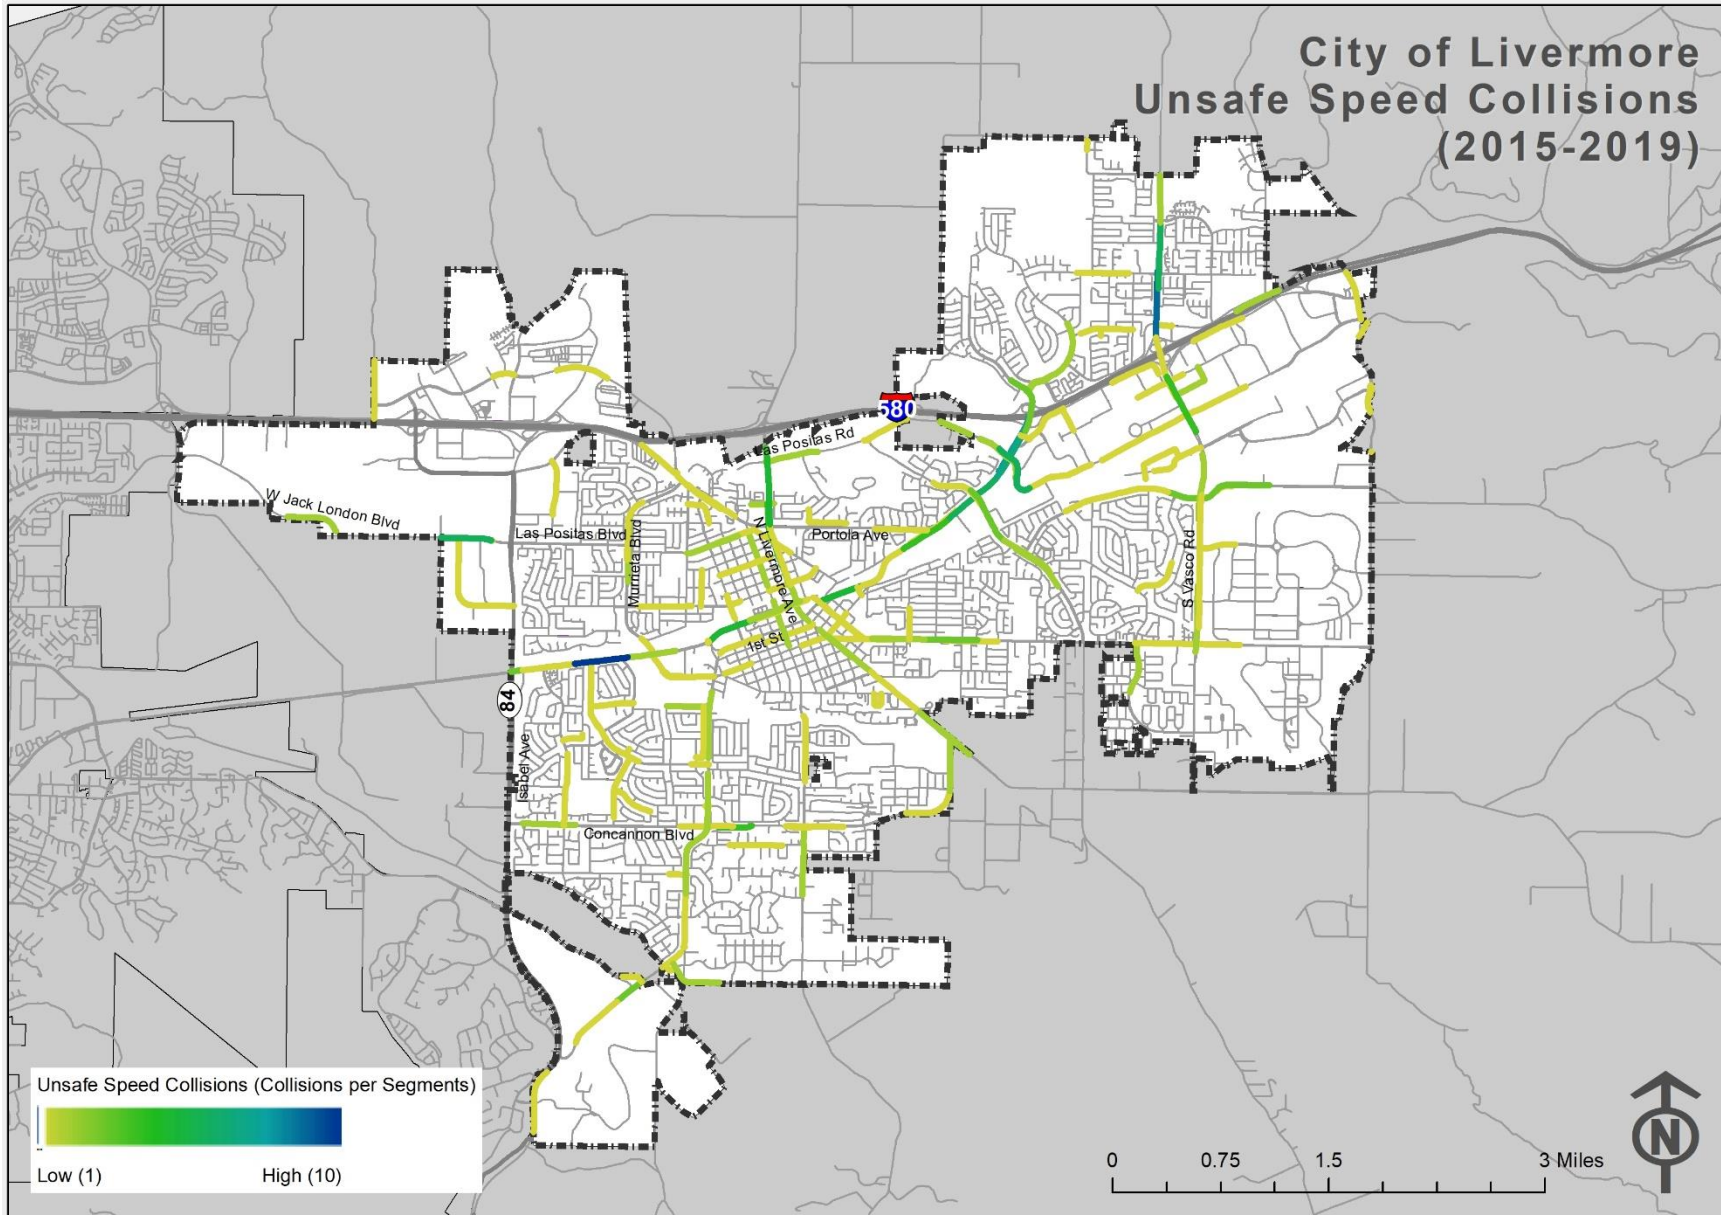 City of Livermore
Unsafe Speed Collisions
(2015-2019)
580
Las Positas Rd
W Jack London Blvd
Las Positas Blvd
Murrieta Blvd
N Livermore Ave
Portola Ave
S Vasco Rd
1st St
84
Isabel Ave
Concannon Blvd
Unsafe Speed Collisions (Collisions per Segments)
Low (1) High (10)
0 0.75 1.5 3 Miles
N